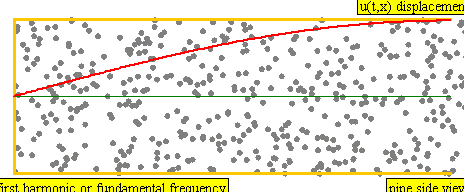 u(t,x) displacemen
first harmonic or fundamental frequency
pipe side view